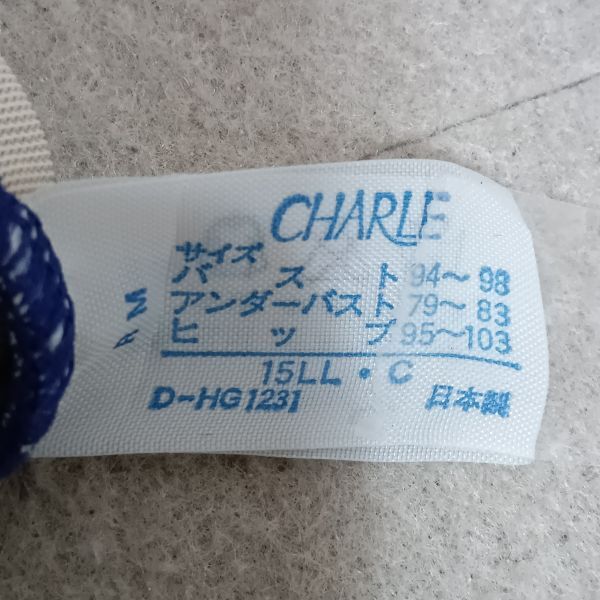 CHARLE
サイズ
バスト 94～98
アンダーバスト 79～83
ヒップ 95～103
15LL・C
D-HG1231 日本製